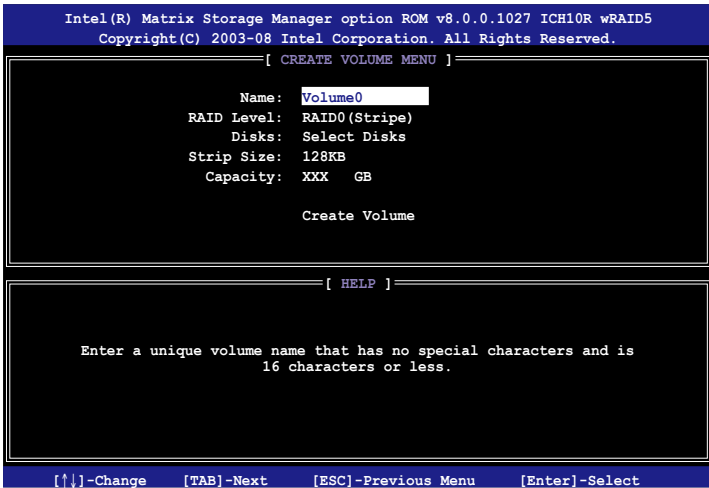 Intel(R) Matrix Storage Manager option ROM v8.0.0.1027 ICH10R wRAID5
Copyright(C) 2003-08 Intel Corporation. All Rights Reserved.
[ CREATE VOLUME MENU ]
Name: Volume0
RAID Level: RAID0(Stripe)
Disks: Select Disks
Strip Size: 128KB
Capacity: XXX GB
Create Volume
[ HELP ]
Enter a unique volume name that has no special characters and is
16 characters or less.
[↑↓]-Change [TAB]-Next [ESC]-Previous Menu [Enter]-Select